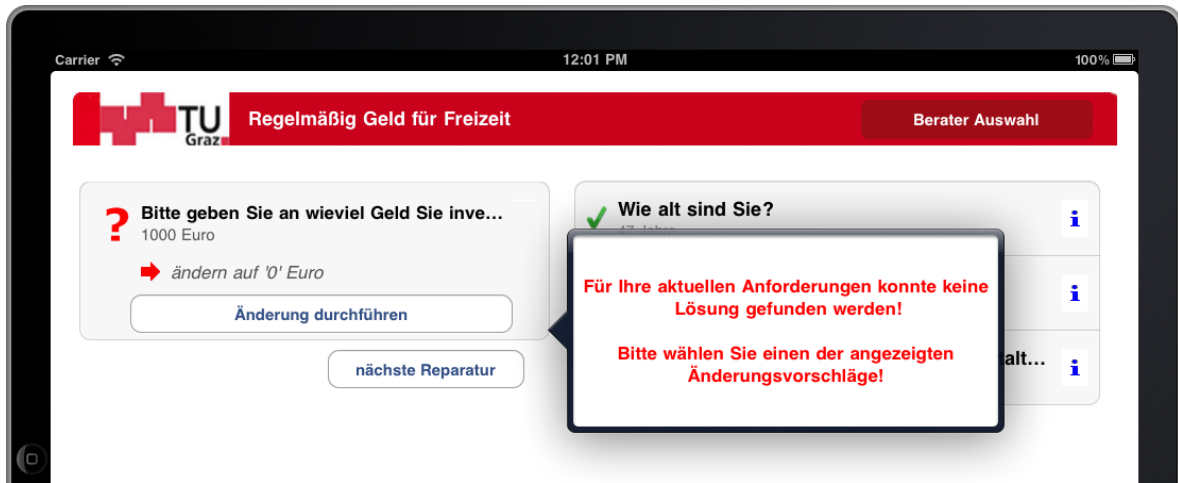 Carrier 12:01 PM 100%
TU
Graz
Regelmäßig Geld für Freizeit
Berater Auswahl
? Bitte geben Sie an wieviel Geld Sie inve...
1000 Euro
ändern auf '0' Euro
Änderung durchführen
nächste Reparatur
Wie alt sind Sie?
i
i
alt...
i
Für Ihre aktuellen Anforderungen konnte keine
Lösung gefunden werden!
Bitte wählen Sie einen der angezeigten
Änderungsvorschläge!